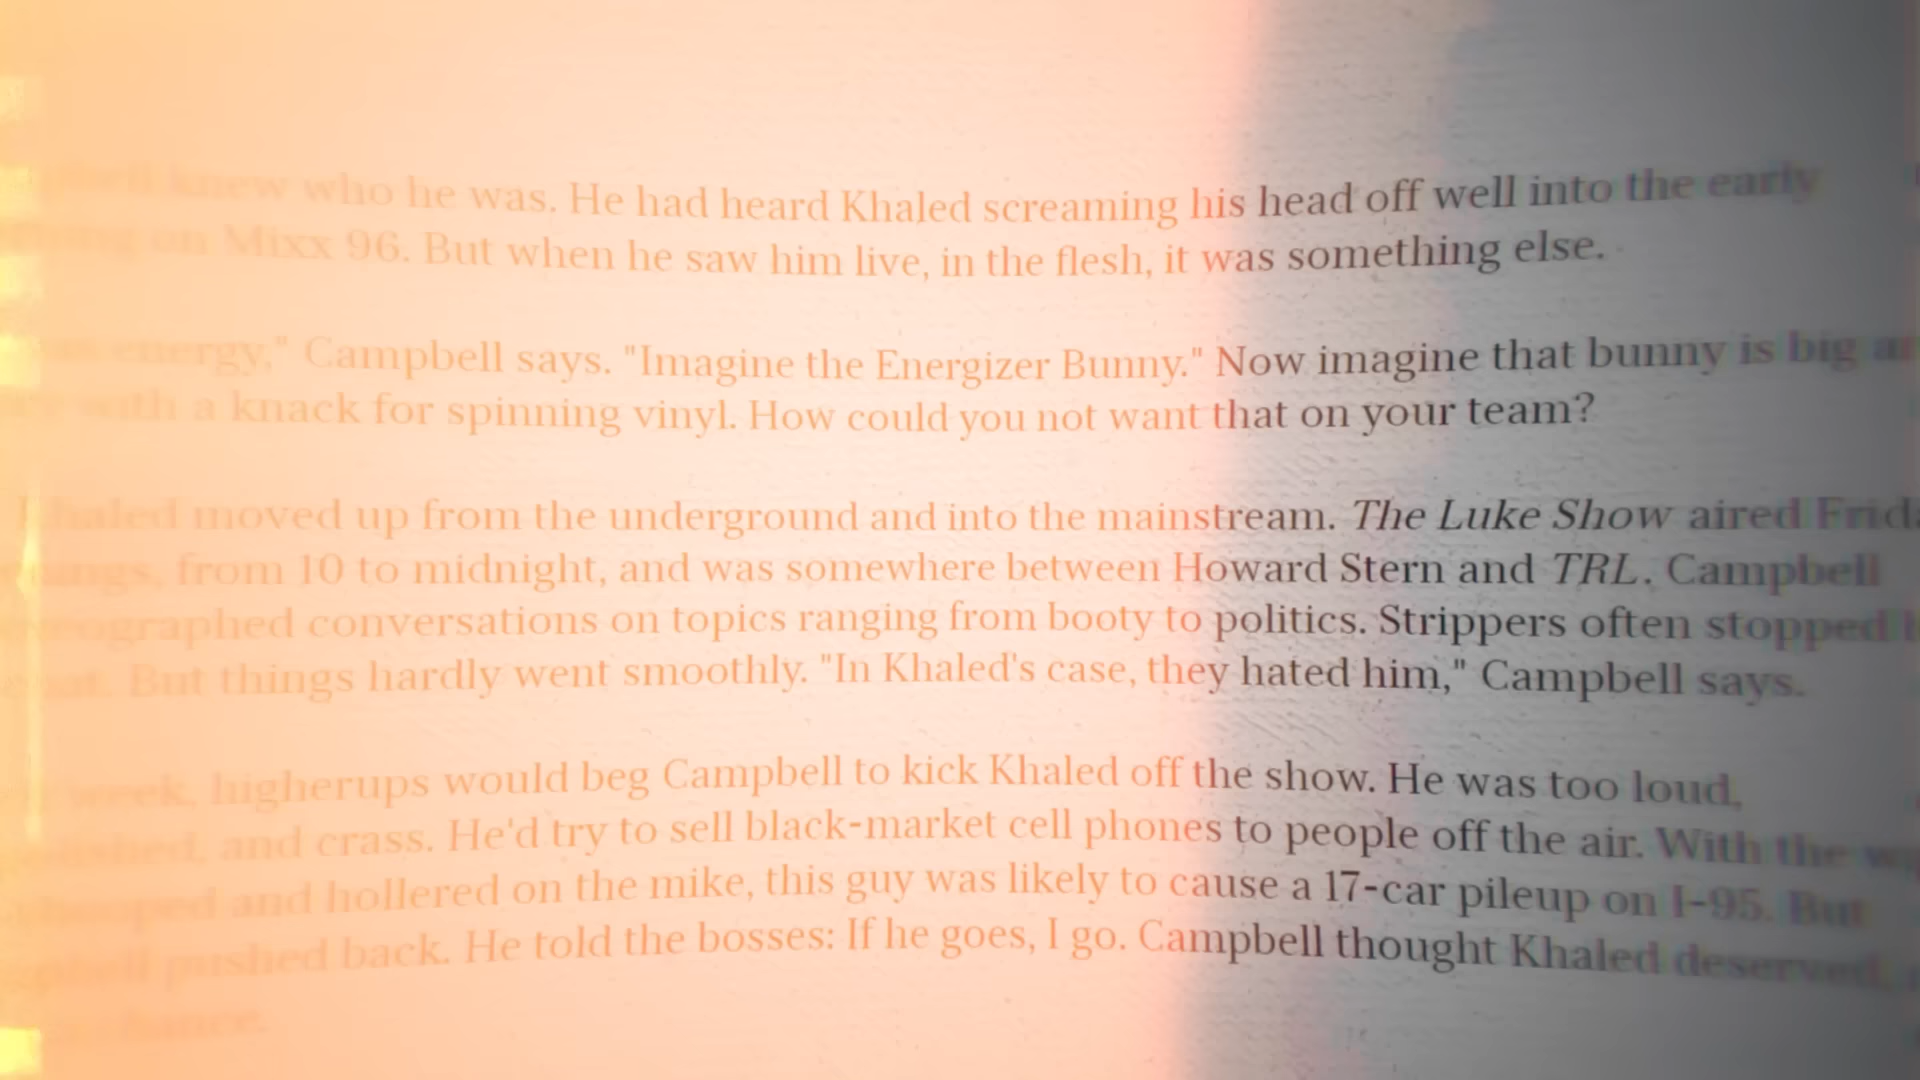 knew who he was. He had heard Khaled screaming his head off well into the early
on Mixx 96. But when he saw him live, in the flesh, it was something else.
energy," Campbell says. "Imagine the Energizer Bunny." Now imagine that bunny is big
with a knack for spinning vinyl. How could you not want that on your team?
Khaled moved up from the underground and into the mainstream. The Luke Show aired
from 10 to midnight, and was somewhere between Howard Stern and TRL. Campbell
conversations on topics ranging from booty to politics. Strippers often stopped
But things hardly went smoothly. "In Khaled's case, they hated him," Campbell says.
week, higherups would beg Campbell to kick Khaled off the show. He was too loud,
and crass. He'd try to sell black-market cell phones to people off the air. With the
and hollered on the mike, this guy was likely to cause a 17-car pileup on I-95. But
pushed back. He told the bosses: If he goes, I go. Campbell thought Khaled deserved
chance.